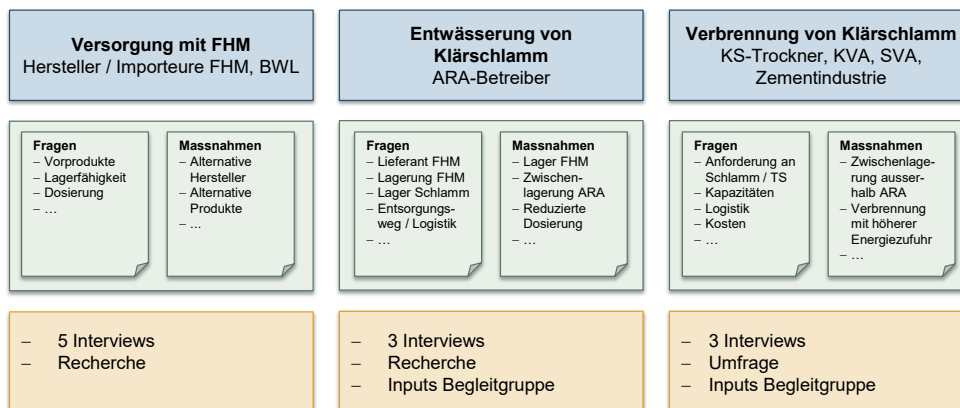 Versorgung mit FHM
Hersteller / Importeure FHM, BWL
Fragen
– Vorprodukte
– Lagerfähigkeit
– Dosierung
– …
Massnahmen
– Alternative
Hersteller
– Alternative
Produkte
– ...
– 5 Interviews
– Recherche
Entwässerung von
Klärschlamm
ARA-Betreiber
Fragen
– Lieferant FHM
– Lagerung FHM
– Lager Schlamm
– Entsorgungs-
weg / Logistik
– …
Massnahmen
– Lager FHM
– Zwischen-
lagerung ARA
– Reduzierte
Dosierung
– …
– 3 Interviews
– Recherche
– Inputs Begleitgruppe
Verbrennung von Klärschlamm
KS-Trockner, KVA, SVA,
Zementindustrie
Fragen
– Anforderung an
Schlamm / TS
– Kapazitäten
– Logistik
– Kosten
– …
Massnahmen
– Zwischenlage-
rung ausser-
halb ARA
– Verbrennung
mit höherer
Energiezufuhr
– …
– 3 Interviews
– Umfrage
– Inputs Begleitgruppe